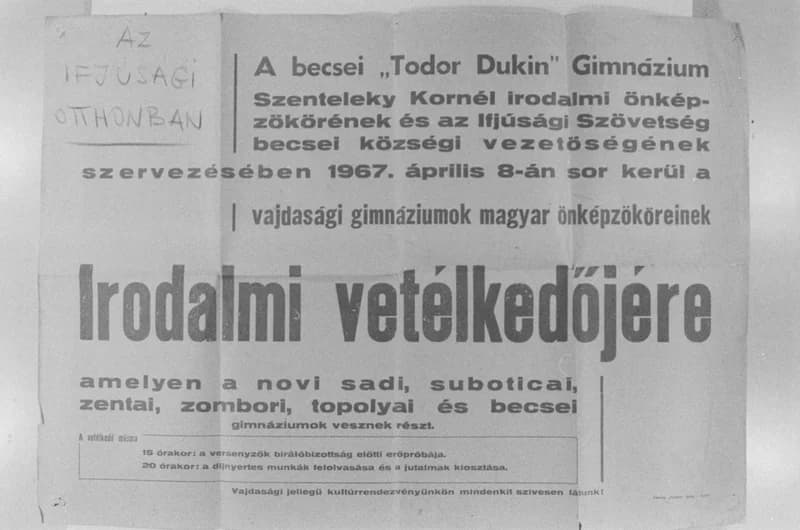 AZ
IFJUSAGI
OTTHONBAN
A becsei „Todor Dukin" Gimnázium
Szenteleky Kornél irodalmi önkép-
zökörének és az Ifjúsági Szövetség
becsei községi vezetőségének
szervezésében 1967. április 8-án sor kerül a
vajdasági gimnáziumok magyar önképzököreinek
Irodalmi vetélkedőjére
amelyen a novi sadi, suboticai,
zentai, zombori, topolyai és becsei
gimnáziumok vesznek részt.
A vetélkedő műsora
15 órakor: a versenyzők bírálóbizottság előtti erőpróbája.
20 órakor: a díjnyertes munkák felolvasása és a jutalmak kiosztása.
Vajdasági jellegű kultúrrendezvényünkön mindenkit szívesen látunk!